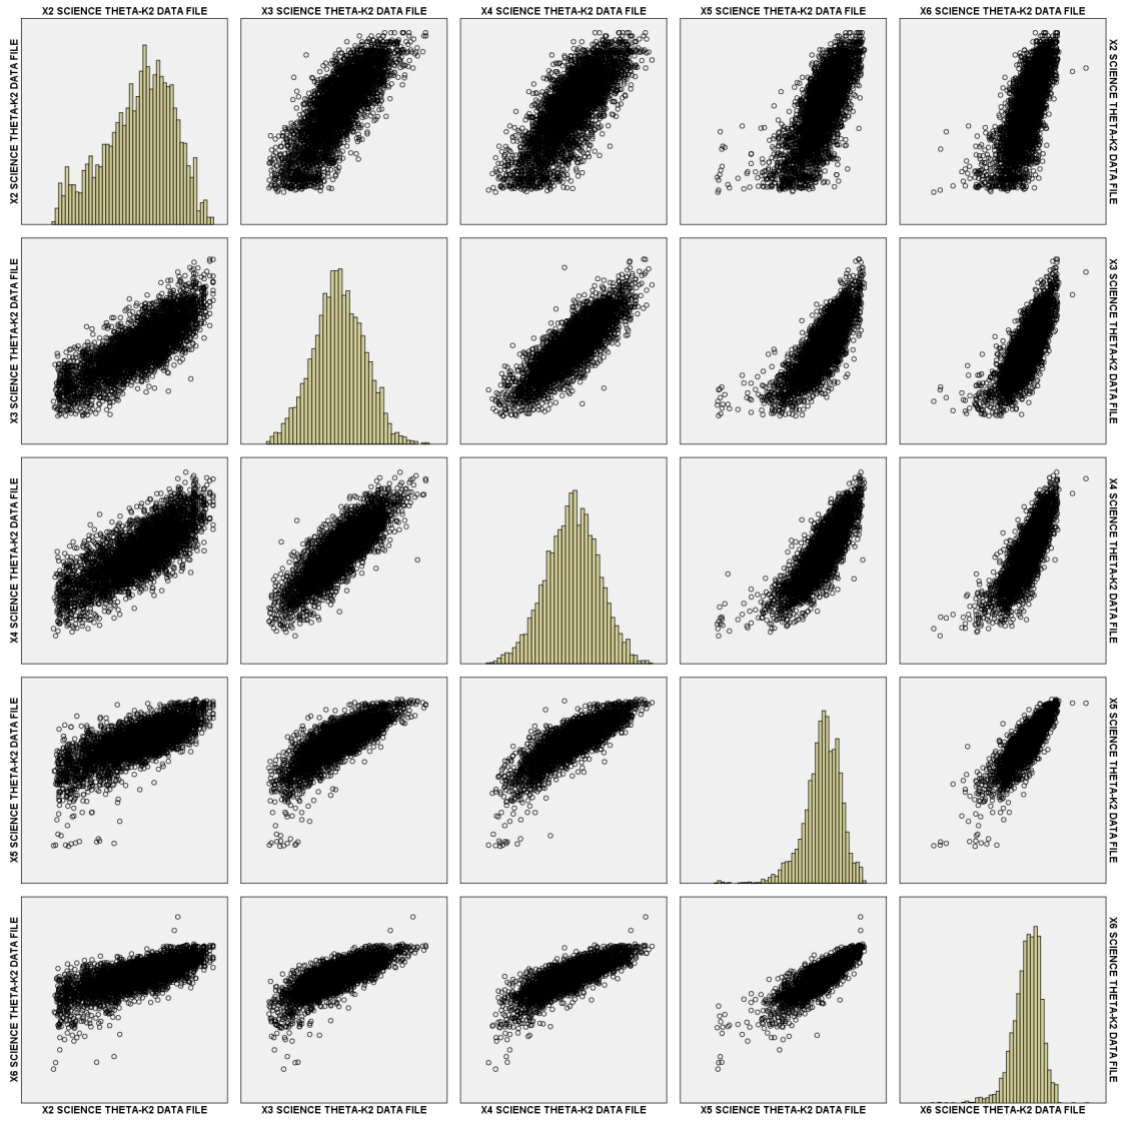 X2 SCIENCE THETA-K2 DATA FILE
X3 SCIENCE THETA-K2 DATA FILE
X4 SCIENCE THETA-K2 DATA FILE
X5 SCIENCE THETA-K2 DATA FILE
X6 SCIENCE THETA-K2 DATA FILE
X2 SCIENCE THETA-K2 DATA FILE
X2 SCIENCE THETA-K2 DATA FILE
X3 SCIENCE THETA-K2 DATA FILE
X3 SCIENCE THETA-K2 DATA FILE
X4 SCIENCE THETA-K2 DATA FILE
X4 SCIENCE THETA-K2 DATA FILE
X5 SCIENCE THETA-K2 DATA FILE
X5 SCIENCE THETA-K2 DATA FILE
X6 SCIENCE THETA-K2 DATA FILE
X6 SCIENCE THETA-K2 DATA FILE
X2 SCIENCE THETA-K2 DATA FILE
X3 SCIENCE THETA-K2 DATA FILE
X4 SCIENCE THETA-K2 DATA FILE
X5 SCIENCE THETA-K2 DATA FILE
X6 SCIENCE THETA-K2 DATA FILE